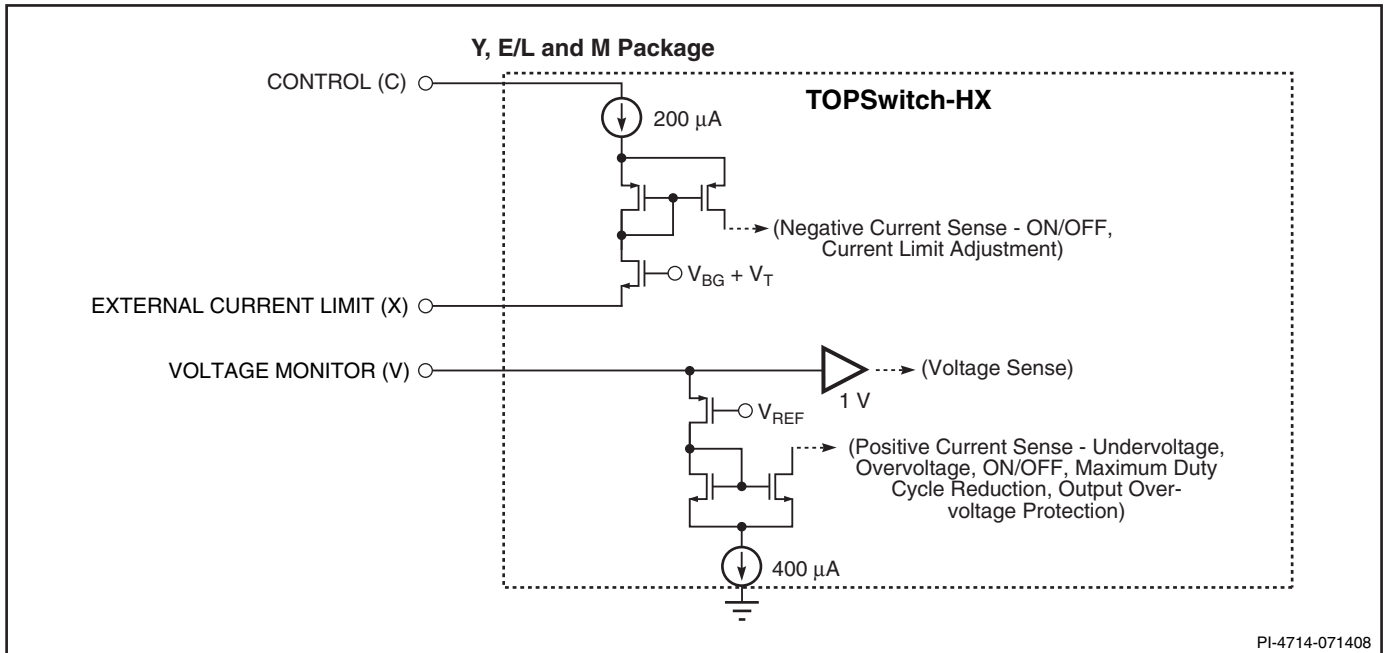 Y, E/L and M Package
CONTROL (C)
TOPSwitch-HX
200 μA
(Negative Current Sense - ON/OFF,
Current Limit Adjustment)
V_BG + V_T
EXTERNAL CURRENT LIMIT (X)
VOLTAGE MONITOR (V)
(Voltage Sense)
1 V
V_REF
(Positive Current Sense - Undervoltage,
Overvoltage, ON/OFF, Maximum Duty
Cycle Reduction, Output Over-
voltage Protection)
400 μA
PI-4714-071408